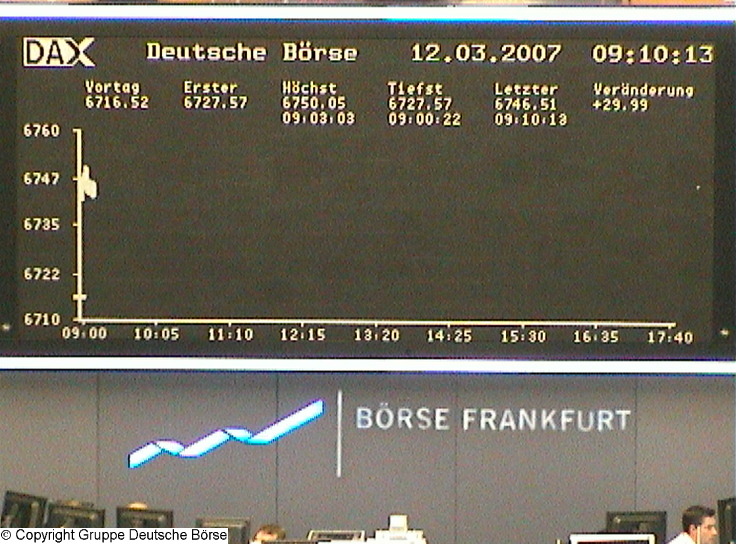 DAX Deutsche Börse 12.03.2007 09:10:13
Vortag Erster Höchst Tiefst Letzter Veränderung
6716.52 6727.57 6750.05 6727.57 6746.51 +29.99
09:03:03 09:00:22 09:10:13
6760
6747
6735
6722
6710
09:00 10:05 11:10 12:15 13:20 14:25 15:30 16:35 17:40
BÖRSE FRANKFURT
© Copyright Gruppe Deutsche Börse